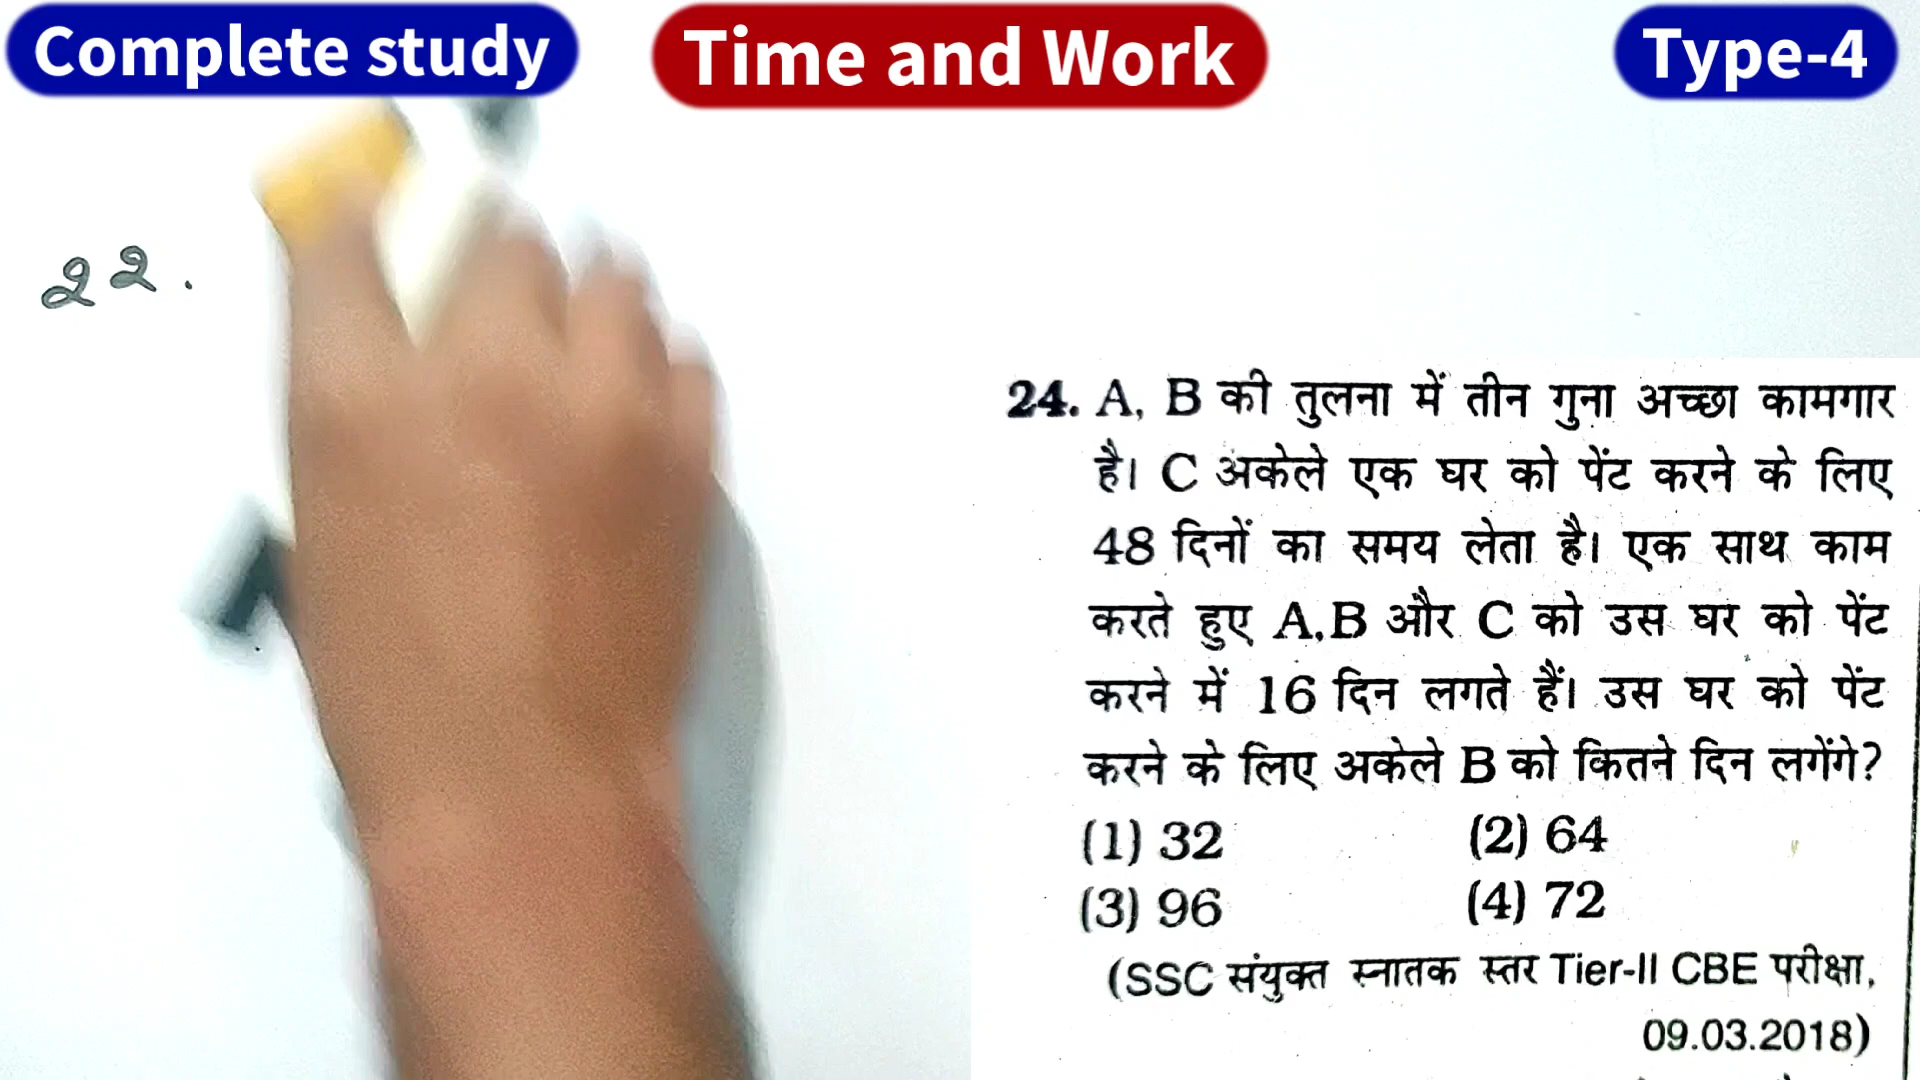 Complete study
Time and Work
Type-4
22.
24. A, B की तुलना में तीन गुना अच्छा कामगार
है। C अकेले एक घर को पेंट करने के लिए
48 दिनों का समय लेता है। एक साथ काम
करते हुए A,B और C को उस घर को पेंट
करने में 16 दिन लगते हैं। उस घर को पेंट
करने के लिए अकेले B को कितने दिन लगेंगे?
(1) 32 (2) 64
(3) 96 (4) 72
(SSC संयुक्त स्नातक स्तर Tier-II CBE परीक्षा,
09.03.2018)